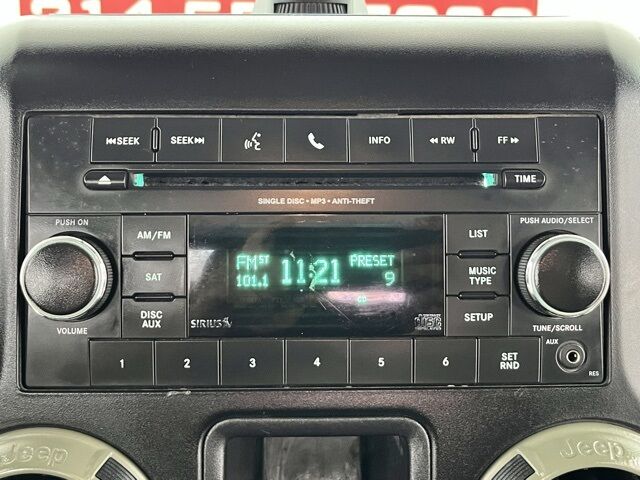 SEEK SEEK INFO RW FF
TIME
SINGLE DISC • MP3 • ANTI-THEFT
PUSH ON
AM/FM
SAT
DISC AUX
VOLUME
FM ST 11:21 PRESET
101.1 9
CD
SIRIUS
LIST
MUSIC TYPE
SETUP
PUSH AUDIO/SELECT
TUNE/SCROLL
1 2 3 4 5 6 SET RND
AUX
RES
Jeep Jeep